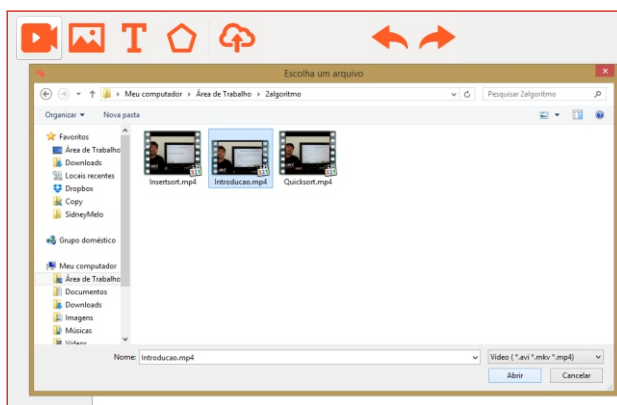 T
Escolha um arquivo
Meu computador Área de Trabalho 2algoritmo
Pesquisar 2algoritmo
Organizar Nova pasta
Favoritos
Área de Trabalho
Downloads
Locais recentes
Dropbox
Copy
SidneyMelo
Grupo doméstico
Meu computador
Área de Trabalho
Documentos
Downloads
Imagens
Músicas
Vídeos
Insertsort.mp4 Introducao.mp4 Quicksort.mp4
Nome: Introducao.mp4
Video ( *.avi *.mkv *.mp4)
Abrir Cancelar